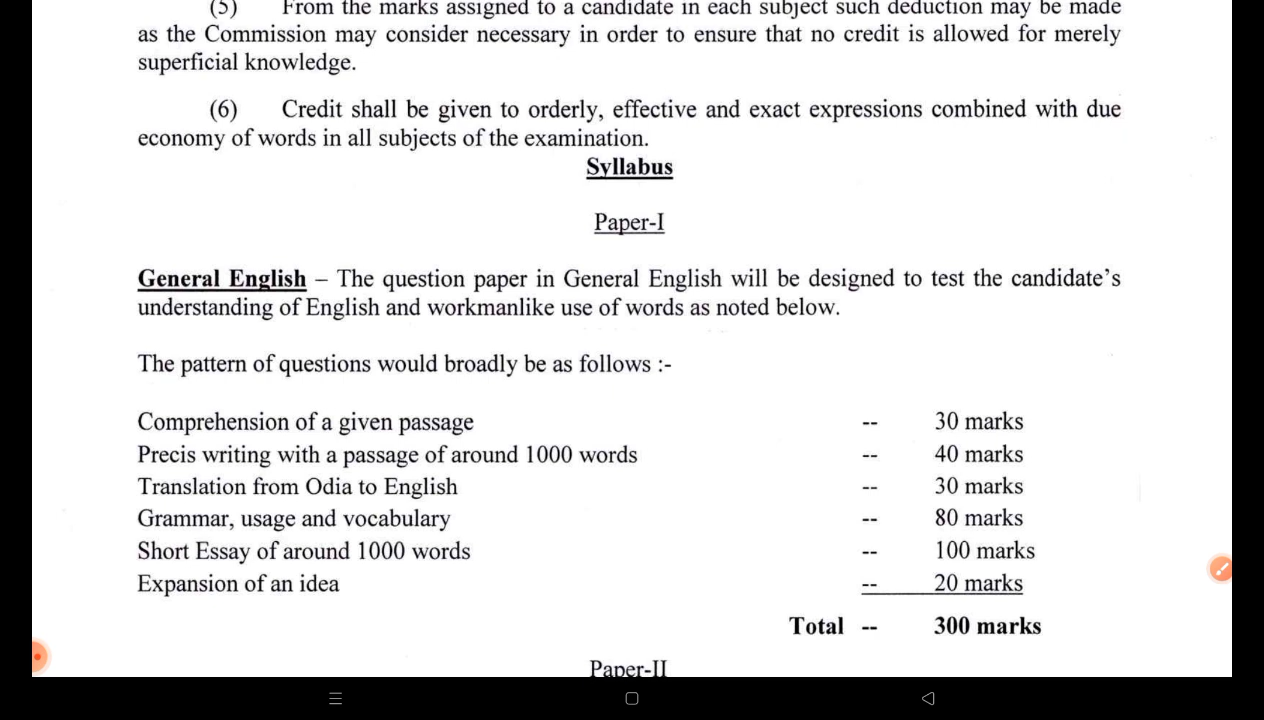 (5) From the marks assigned to a candidate in each subject such deduction may be made
as the Commission may consider necessary in order to ensure that no credit is allowed for merely
superficial knowledge.
(6) Credit shall be given to orderly, effective and exact expressions combined with due
economy of words in all subjects of the examination.
Syllabus
Paper-I
General English – The question paper in General English will be designed to test the candidate’s
understanding of English and workmanlike use of words as noted below.
The pattern of questions would broadly be as follows :-
Comprehension of a given passage -- 30 marks
Precis writing with a passage of around 1000 words -- 40 marks
Translation from Odia to English -- 30 marks
Grammar, usage and vocabulary -- 80 marks
Short Essay of around 1000 words -- 100 marks
Expansion of an idea -- 20 marks
Total -- 300 marks
Paper-II